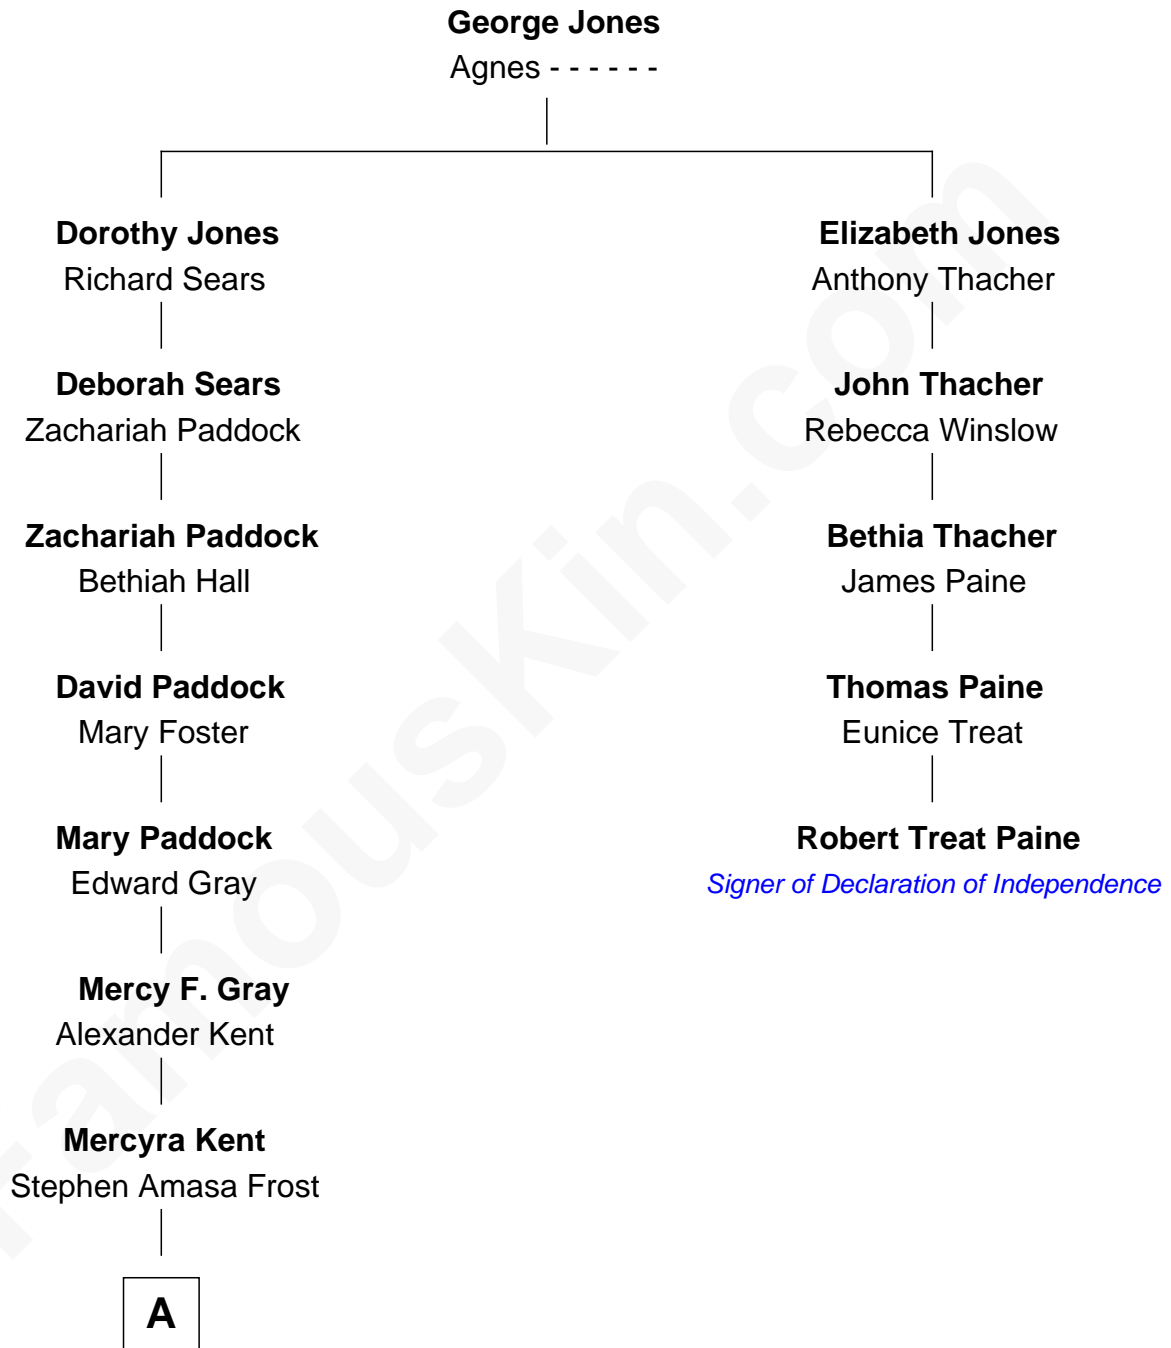 George Jones
Agnes - - - - - -
Dorothy Jones
Richard Sears
Elizabeth Jones
Anthony Thacher
Deborah Sears
Zachariah Paddock
John Thacher
Rebecca Winslow
Zachariah Paddock
Bethiah Hall
Bethia Thacher
James Paine
David Paddock
Mary Foster
Thomas Paine
Eunice Treat
Mary Paddock
Edward Gray
Robert Treat Paine
Signer of Declaration of Independence
Mercy F. Gray
Alexander Kent
Mercyra Kent
Stephen Amasa Frost
A
FamousKin.com